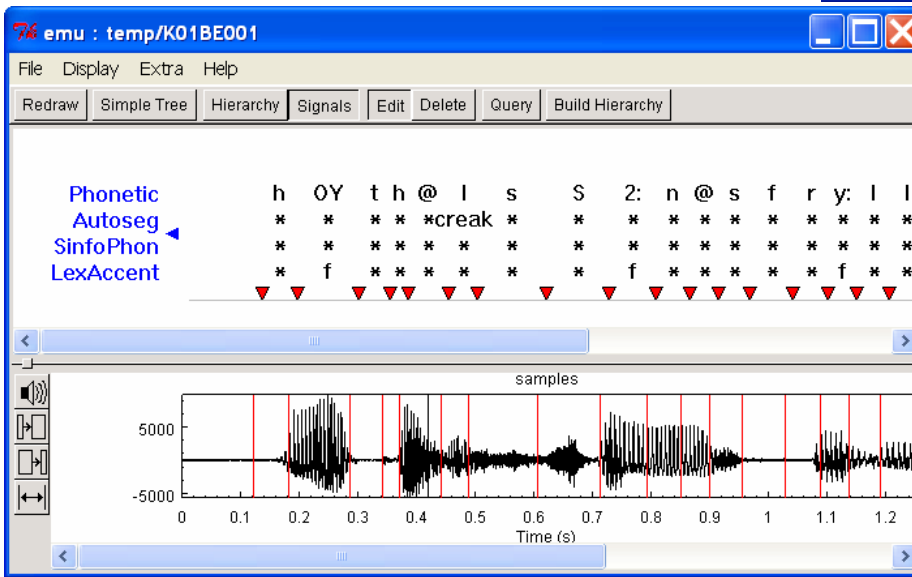 emu : temp/K01BE001
File Display Extra Help
Redraw Simple Tree Hierarchy Signals Edit Delete Query Build Hierarchy
Phonetic h OY t h @ I s S 2: n @ s f r y: l I
Autoseg * * * * *creak * * * * * * * * * * *
SinfoPhon * * * * * * * * * * * * * * * * *
LexAccent * f * * * * * * f * * * * * f * *
samples
5000
-5000
0 0.1 0.2 0.3 0.4 0.5 0.6 0.7 0.8 0.9 1 1.1 1.2
Time (s)